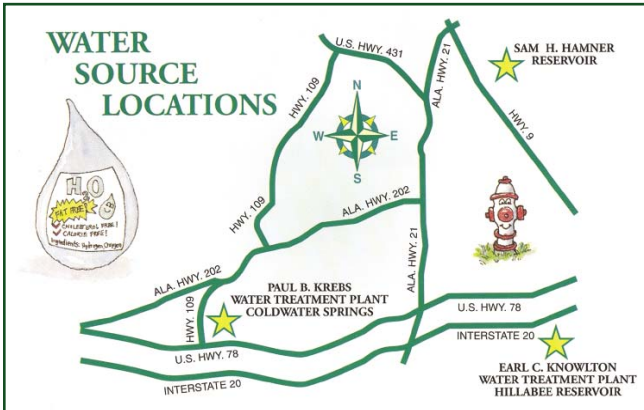 WATER
SOURCE
LOCATIONS
U.S. HWY. 431
ALA. HWY. 21
SAM H. HAMNER
RESERVOIR
HWY. 109
HWY. 9
N
W E
S
H2O
FAT FREE
CHOLESTEROL FREE!
CALORIE FREE!
Ingredients: Hydrogen, Oxygen
HWY. 109
ALA. HWY. 202
ALA. HWY. 21
ALA. HWY. 202
HWY. 109
PAUL B. KREBS
WATER TREATMENT PLANT
COLDWATER SPRINGS
U.S. HWY. 78
INTERSTATE 20
U.S. HWY. 78
INTERSTATE 20
EARL C. KNOWLTON
WATER TREATMENT PLANT
HILLABEE RESERVOIR